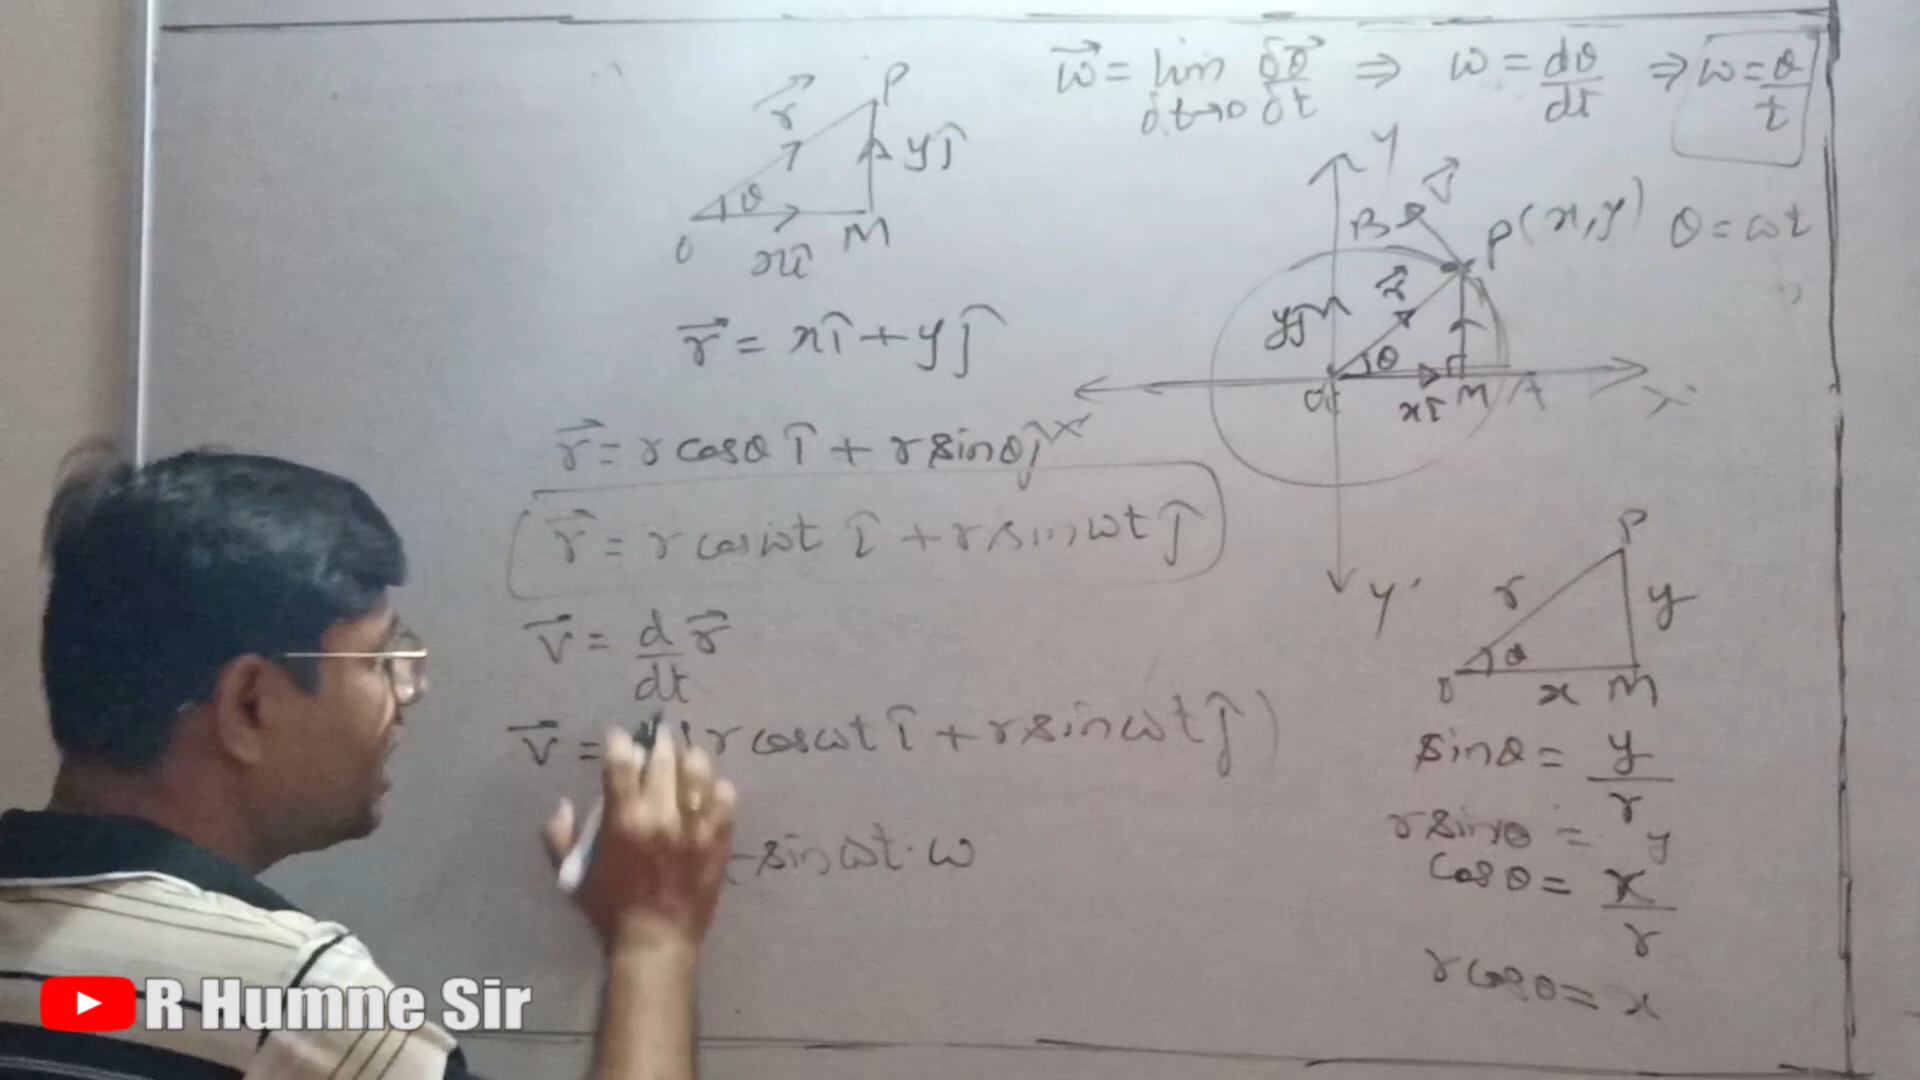 ω⃗ = lim δt→0 δθ⃗/δt ⇒ ω = dθ/dt ⇒ ω = θ/t
r⃗ P
yĵ
θ
O xî M
r⃗ = xî + yĵ
r⃗ = r cosθ î + r sinθ ĵ
r⃗ = r cosωt î + r sinωt ĵ
v⃗ = d/dt r⃗
v⃗ = r cosωt î + r sinωt ĵ)
-sinωt·ω
Y
B v⃗
P(x,y) θ = ωt
yĵ r⃗
θ
O xî M A X
Y'
P
r y
θ
O x M
sinθ = y/r
r sinθ = y
cosθ = x/r
r cosθ = x
R Humne Sir